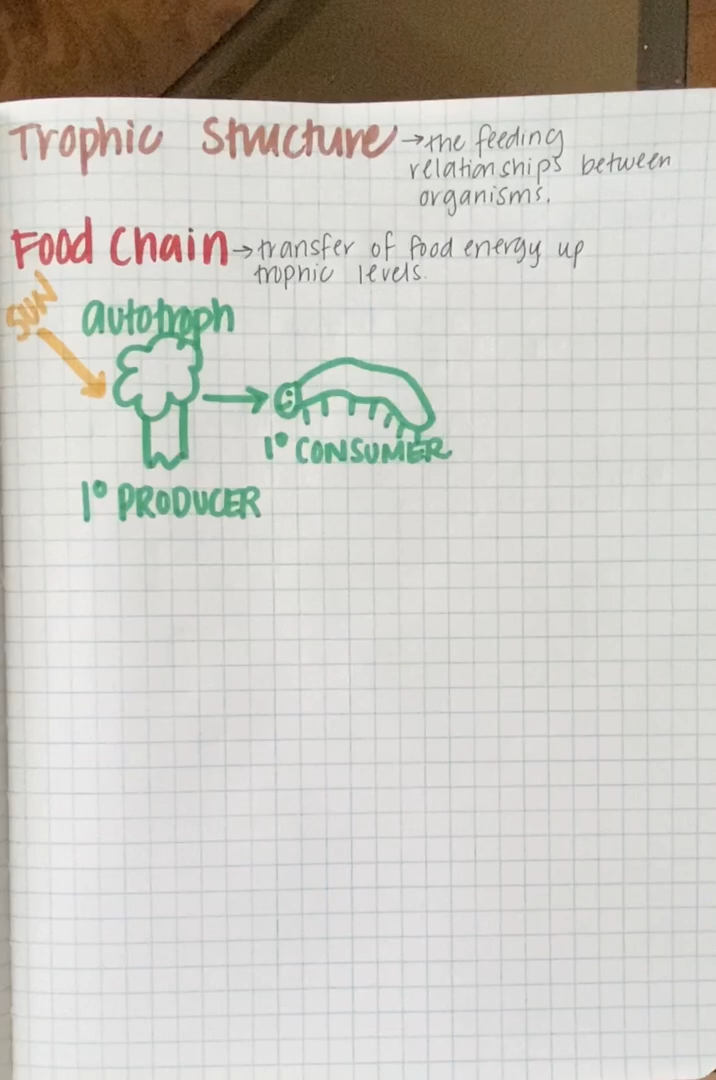 Trophic Structure → the feeding
relationships between
organisms.
Food Chain → transfer of food energy up
trophic levels.
SUN
autotroph
1° CONSUMER
1° PRODUCER